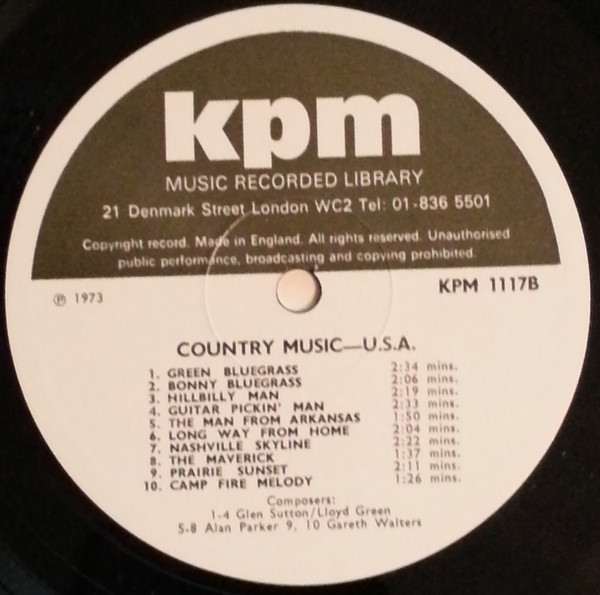 kpm
MUSIC RECORDED LIBRARY
21 Denmark Street London WC2 Tel: 01-836 5501
Copyright record. Made in England. All rights reserved. Unauthorised
public performance, broadcasting and copying prohibited.
℗ 1973
KPM 1117B
COUNTRY MUSIC—U.S.A.
1. GREEN BLUEGRASS 2:34 mins.
2. BONNY BLUEGRASS 2:06 mins.
3. HILLBILLY MAN 2:19 mins.
4. GUITAR PICKIN' MAN 2:33 mins.
5. THE MAN FROM ARKANSAS 1:50 mins.
6. LONG WAY FROM HOME 2:04 mins.
7. NASHVILLE SKYLINE 2:22 mins.
8. THE MAVERICK 1:37 mins.
9. PRAIRIE SUNSET 2:11 mins.
10. CAMP FIRE MELODY 1:26 mins.
Composers:
1-4 Glen Sutton/Lloyd Green
5-8 Alan Parker 9, 10 Gareth Walters